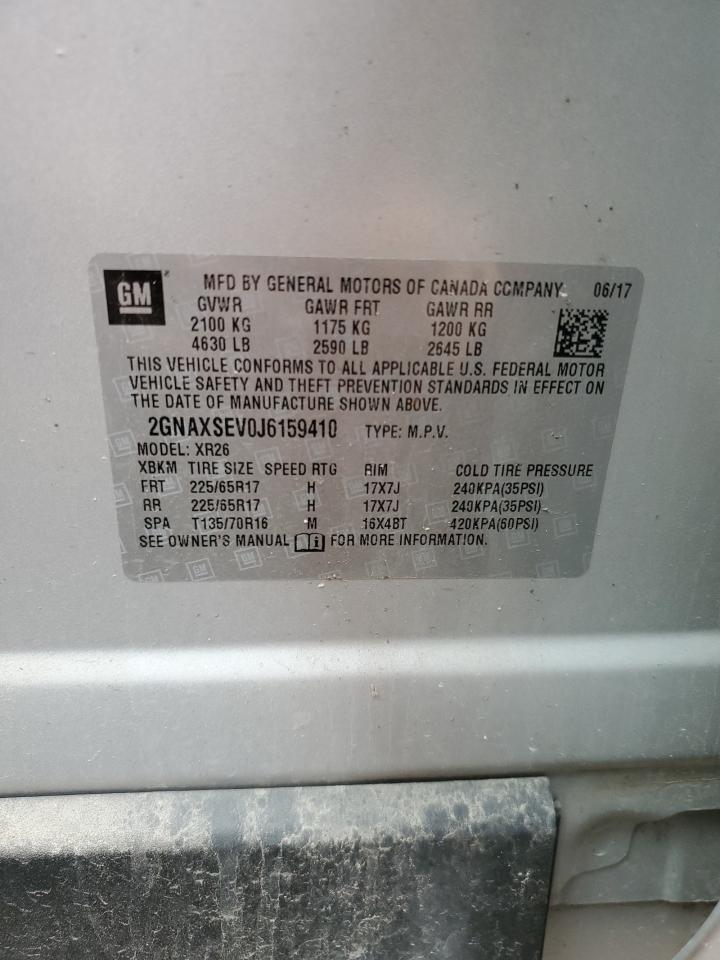 GM MFD BY GENERAL MOTORS OF CANADA COMPANY 06/17
GVWR GAWR FRT GAWR RR
2100 KG 1175 KG 1200 KG
4630 LB 2590 LB 2645 LB
THIS VEHICLE CONFORMS TO ALL APPLICABLE U.S. FEDERAL MOTOR
VEHICLE SAFETY AND THEFT PREVENTION STANDARDS IN EFFECT ON
THE DATE OF MANUFACTURE SHOWN ABOVE.
2GNAXSEV0J6159410 TYPE: M.P.V.
MODEL: XR26
XBKM TIRE SIZE SPEED RTG RIM COLD TIRE PRESSURE
FRT 225/65R17 H 17X7J 240KPA(35PSI)
RR 225/65R17 H 17X7J 240KPA(35PSI)
SPA T135/70R16 M 16X4BT 420KPA(60PSI)
SEE OWNER'S MANUAL i FOR MORE INFORMATION.